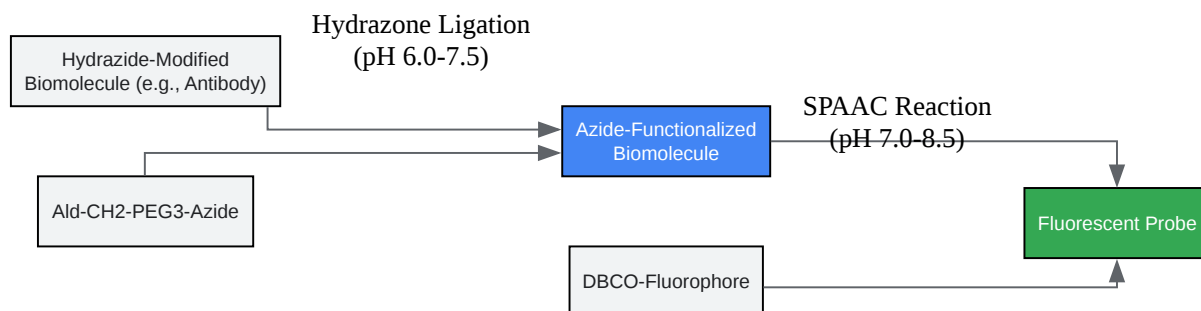 Hydrazone Ligation
(pH 6.0-7.5)
Hydrazide-Modified
Biomolecule (e.g., Antibody)
Ald-CH2-PEG3-Azide
Azide-Functionalized
Biomolecule
SPAAC Reaction
(pH 7.0-8.5)
DBCO-Fluorophore
Fluorescent Probe